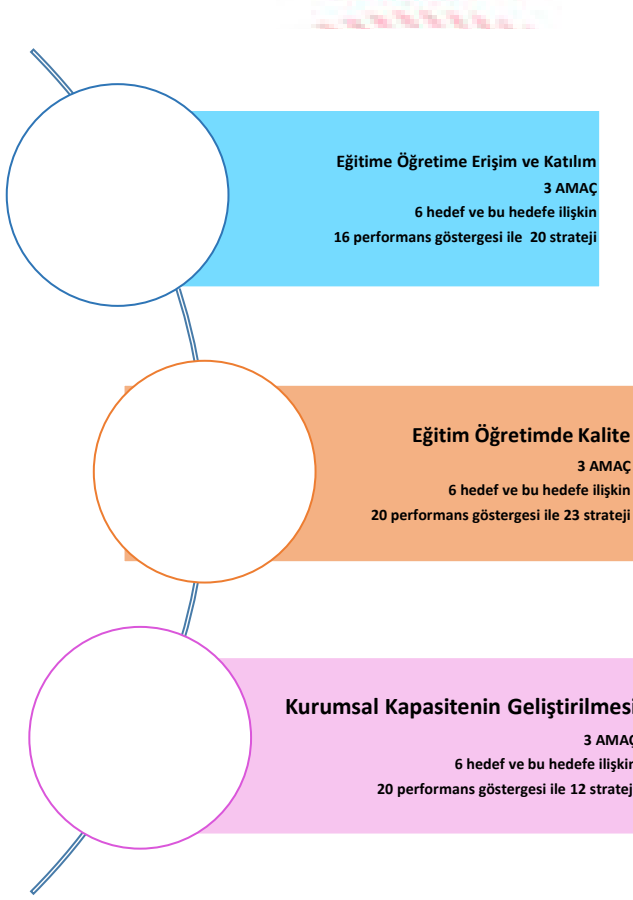 Eğitime Öğretime Erişim ve Katılım
3 AMAÇ
6 hedef ve bu hedefe ilişkin
16 performans göstergesi ile 20 strateji
Eğitim Öğretimde Kalite
3 AMAÇ
6 hedef ve bu hedefe ilişkin
20 performans göstergesi ile 23 strateji
Kurumsal Kapasitenin Geliştirilmesi
3 AMAÇ
6 hedef ve bu hedefe ilişkin
20 performans göstergesi ile 12 strateji